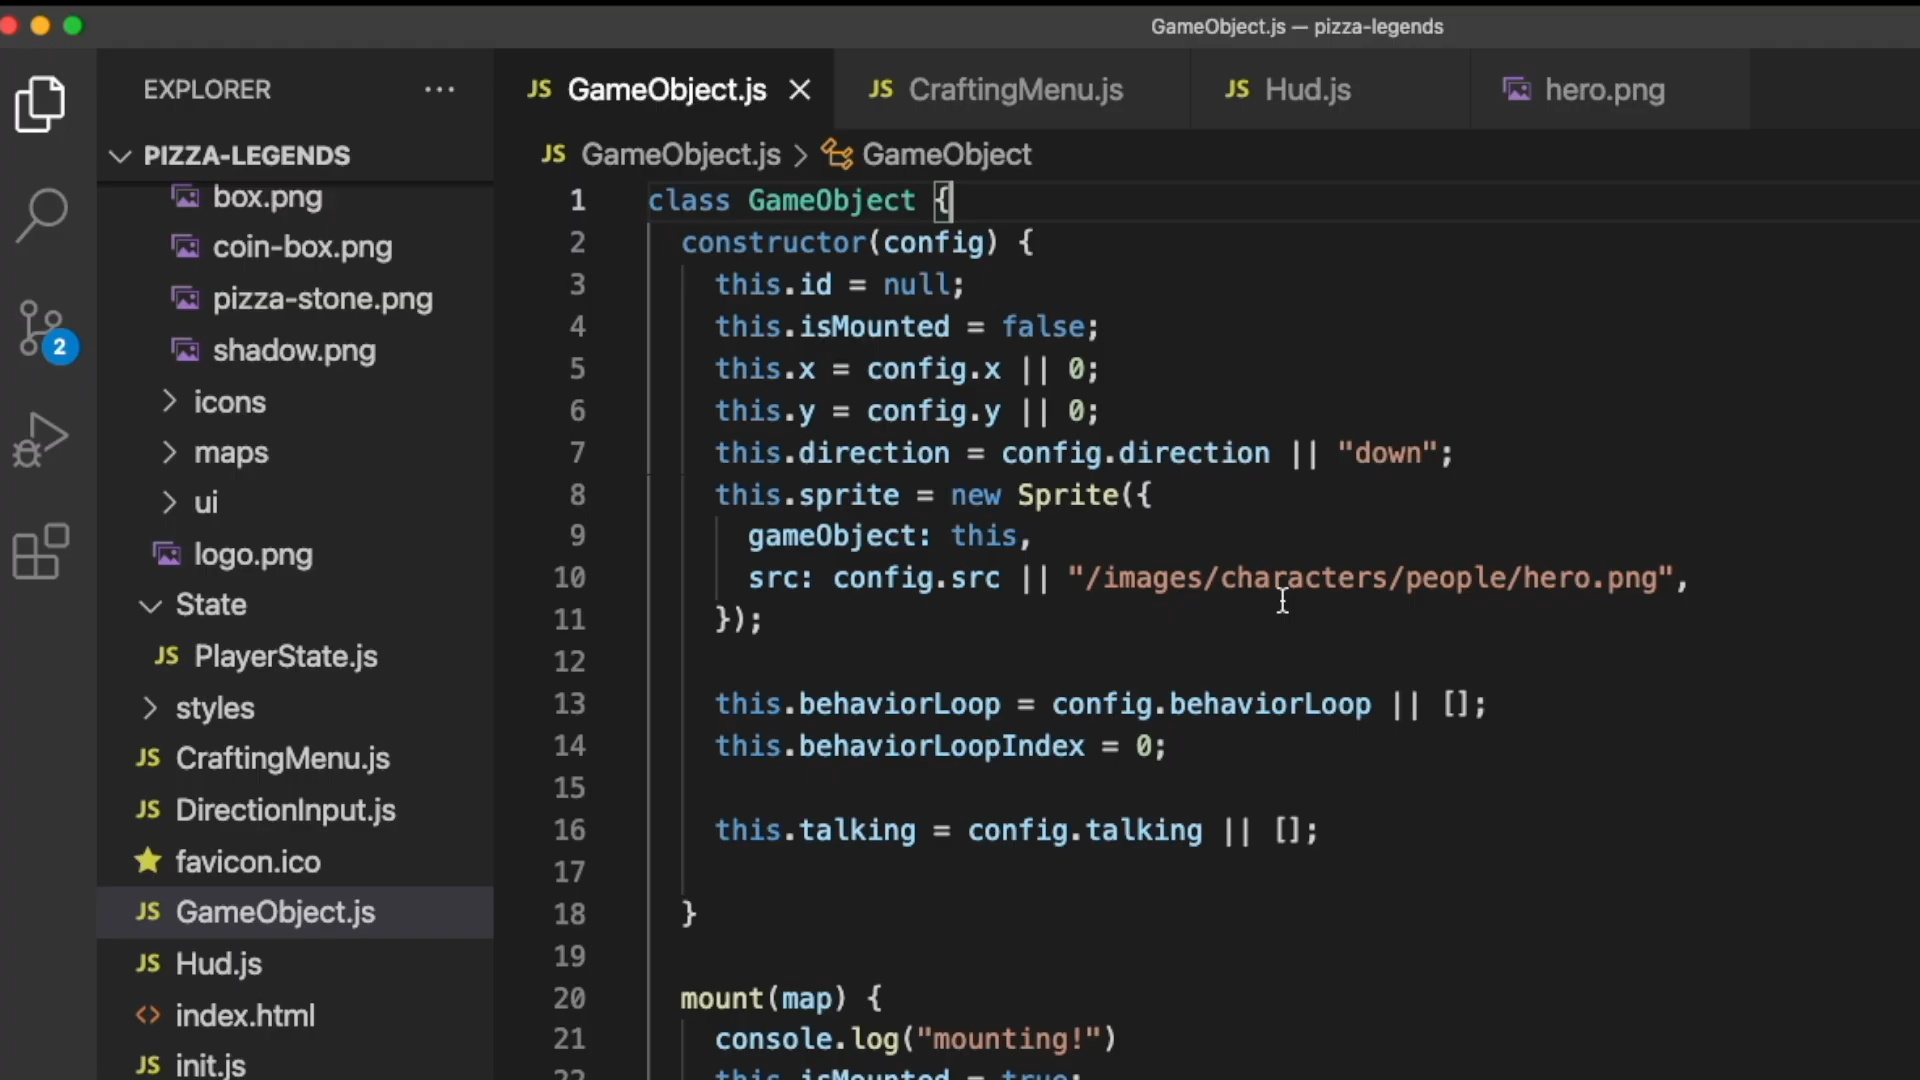 GameObject.js — pizza-legends
EXPLORER
PIZZA-LEGENDS
box.png
coin-box.png
pizza-stone.png
shadow.png
icons
maps
ui
logo.png
State
JS PlayerState.js
styles
JS CraftingMenu.js
JS DirectionInput.js
favicon.ico
JS GameObject.js
JS Hud.js
<> index.html
JS init.js
2
JS GameObject.js
JS CraftingMenu.js
JS Hud.js
hero.png
JS GameObject.js > GameObject
1 class GameObject {
2 constructor(config) {
3 this.id = null;
4 this.isMounted = false;
5 this.x = config.x || 0;
6 this.y = config.y || 0;
7 this.direction = config.direction || "down";
8 this.sprite = new Sprite({
9 gameObject: this,
10 src: config.src || "/images/characters/people/hero.png",
11 });
12
13 this.behaviorLoop = config.behaviorLoop || [];
14 this.behaviorLoopIndex = 0;
15
16 this.talking = config.talking || [];
17
18 }
19
20 mount(map) {
21 console.log("mounting!")
22 this.isMounted = true;